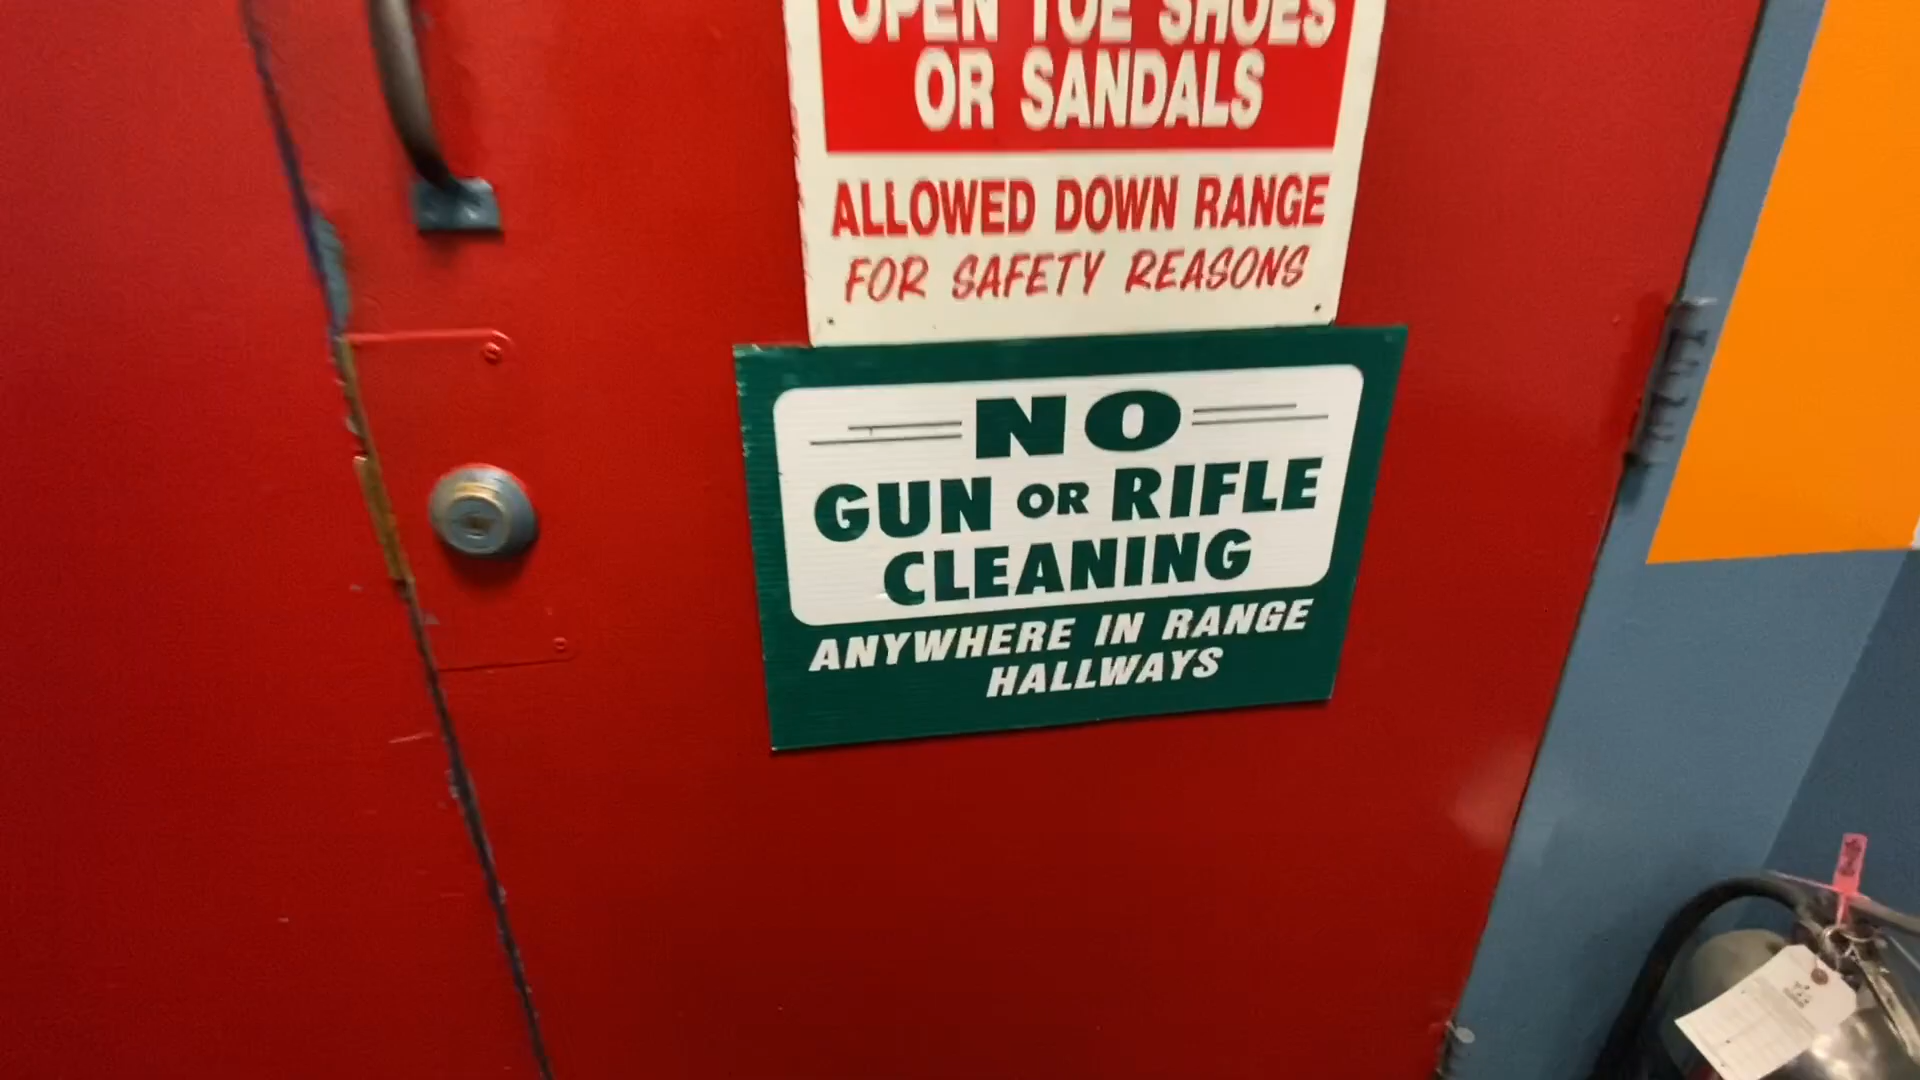 OPEN TOE SHOES
OR SANDALS
ALLOWED DOWN RANGE
FOR SAFETY REASONS
NO
GUN OR RIFLE
CLEANING
ANYWHERE IN RANGE
HALLWAYS